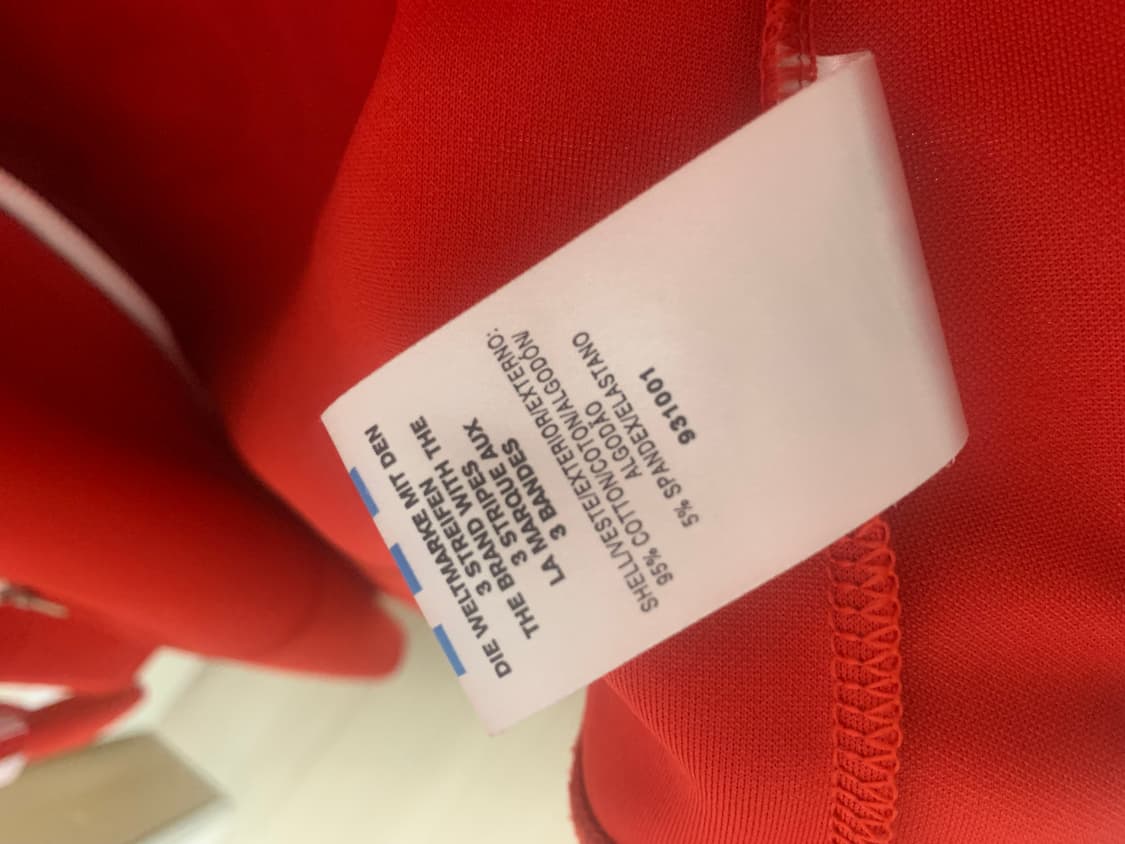 DIE WELTMARKE MIT DEN
3 STREIFEN
THE BRAND WITH THE
3 STRIPES
LA MARQUE AUX
3 BANDES
SHELL/VESTE/EXTERIOR/EXTERNO:
95% COTTON/COTON/ALGODÓN/
ALGODÃO
5% SPANDEX/ELASTANO
931001